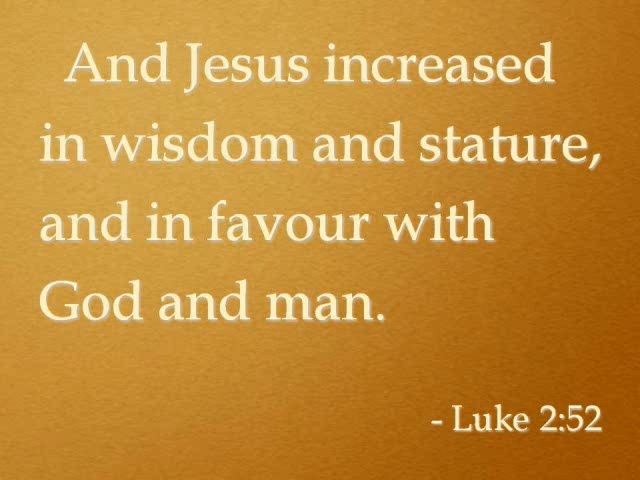 And Jesus increased
in wisdom and stature,
and in favour with
God and man.
- Luke 2:52